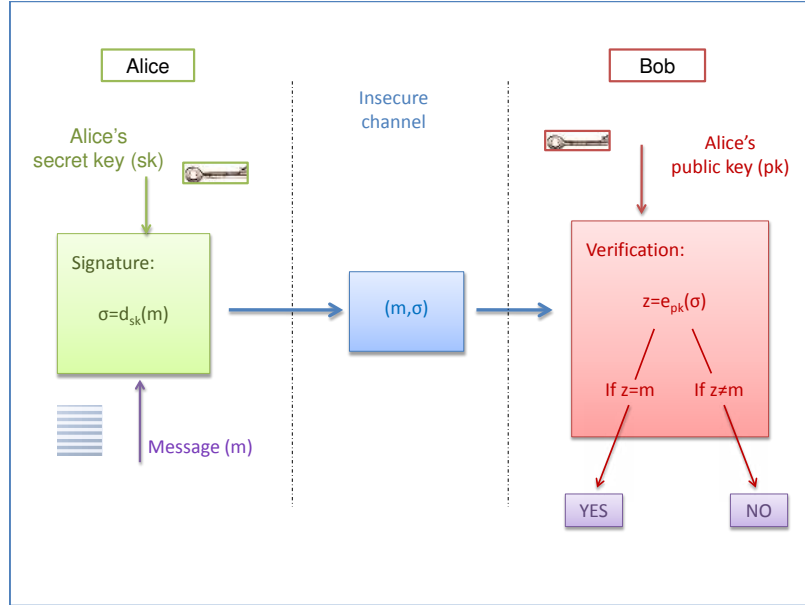 Alice
Bob
Insecure
channel
Alice's
secret key (sk)
Alice's
public key (pk)
Signature:
σ=d_sk(m)
(m,σ)
Verification:
z=e_pk(σ)
If z=m
If z≠m
Message (m)
YES
NO